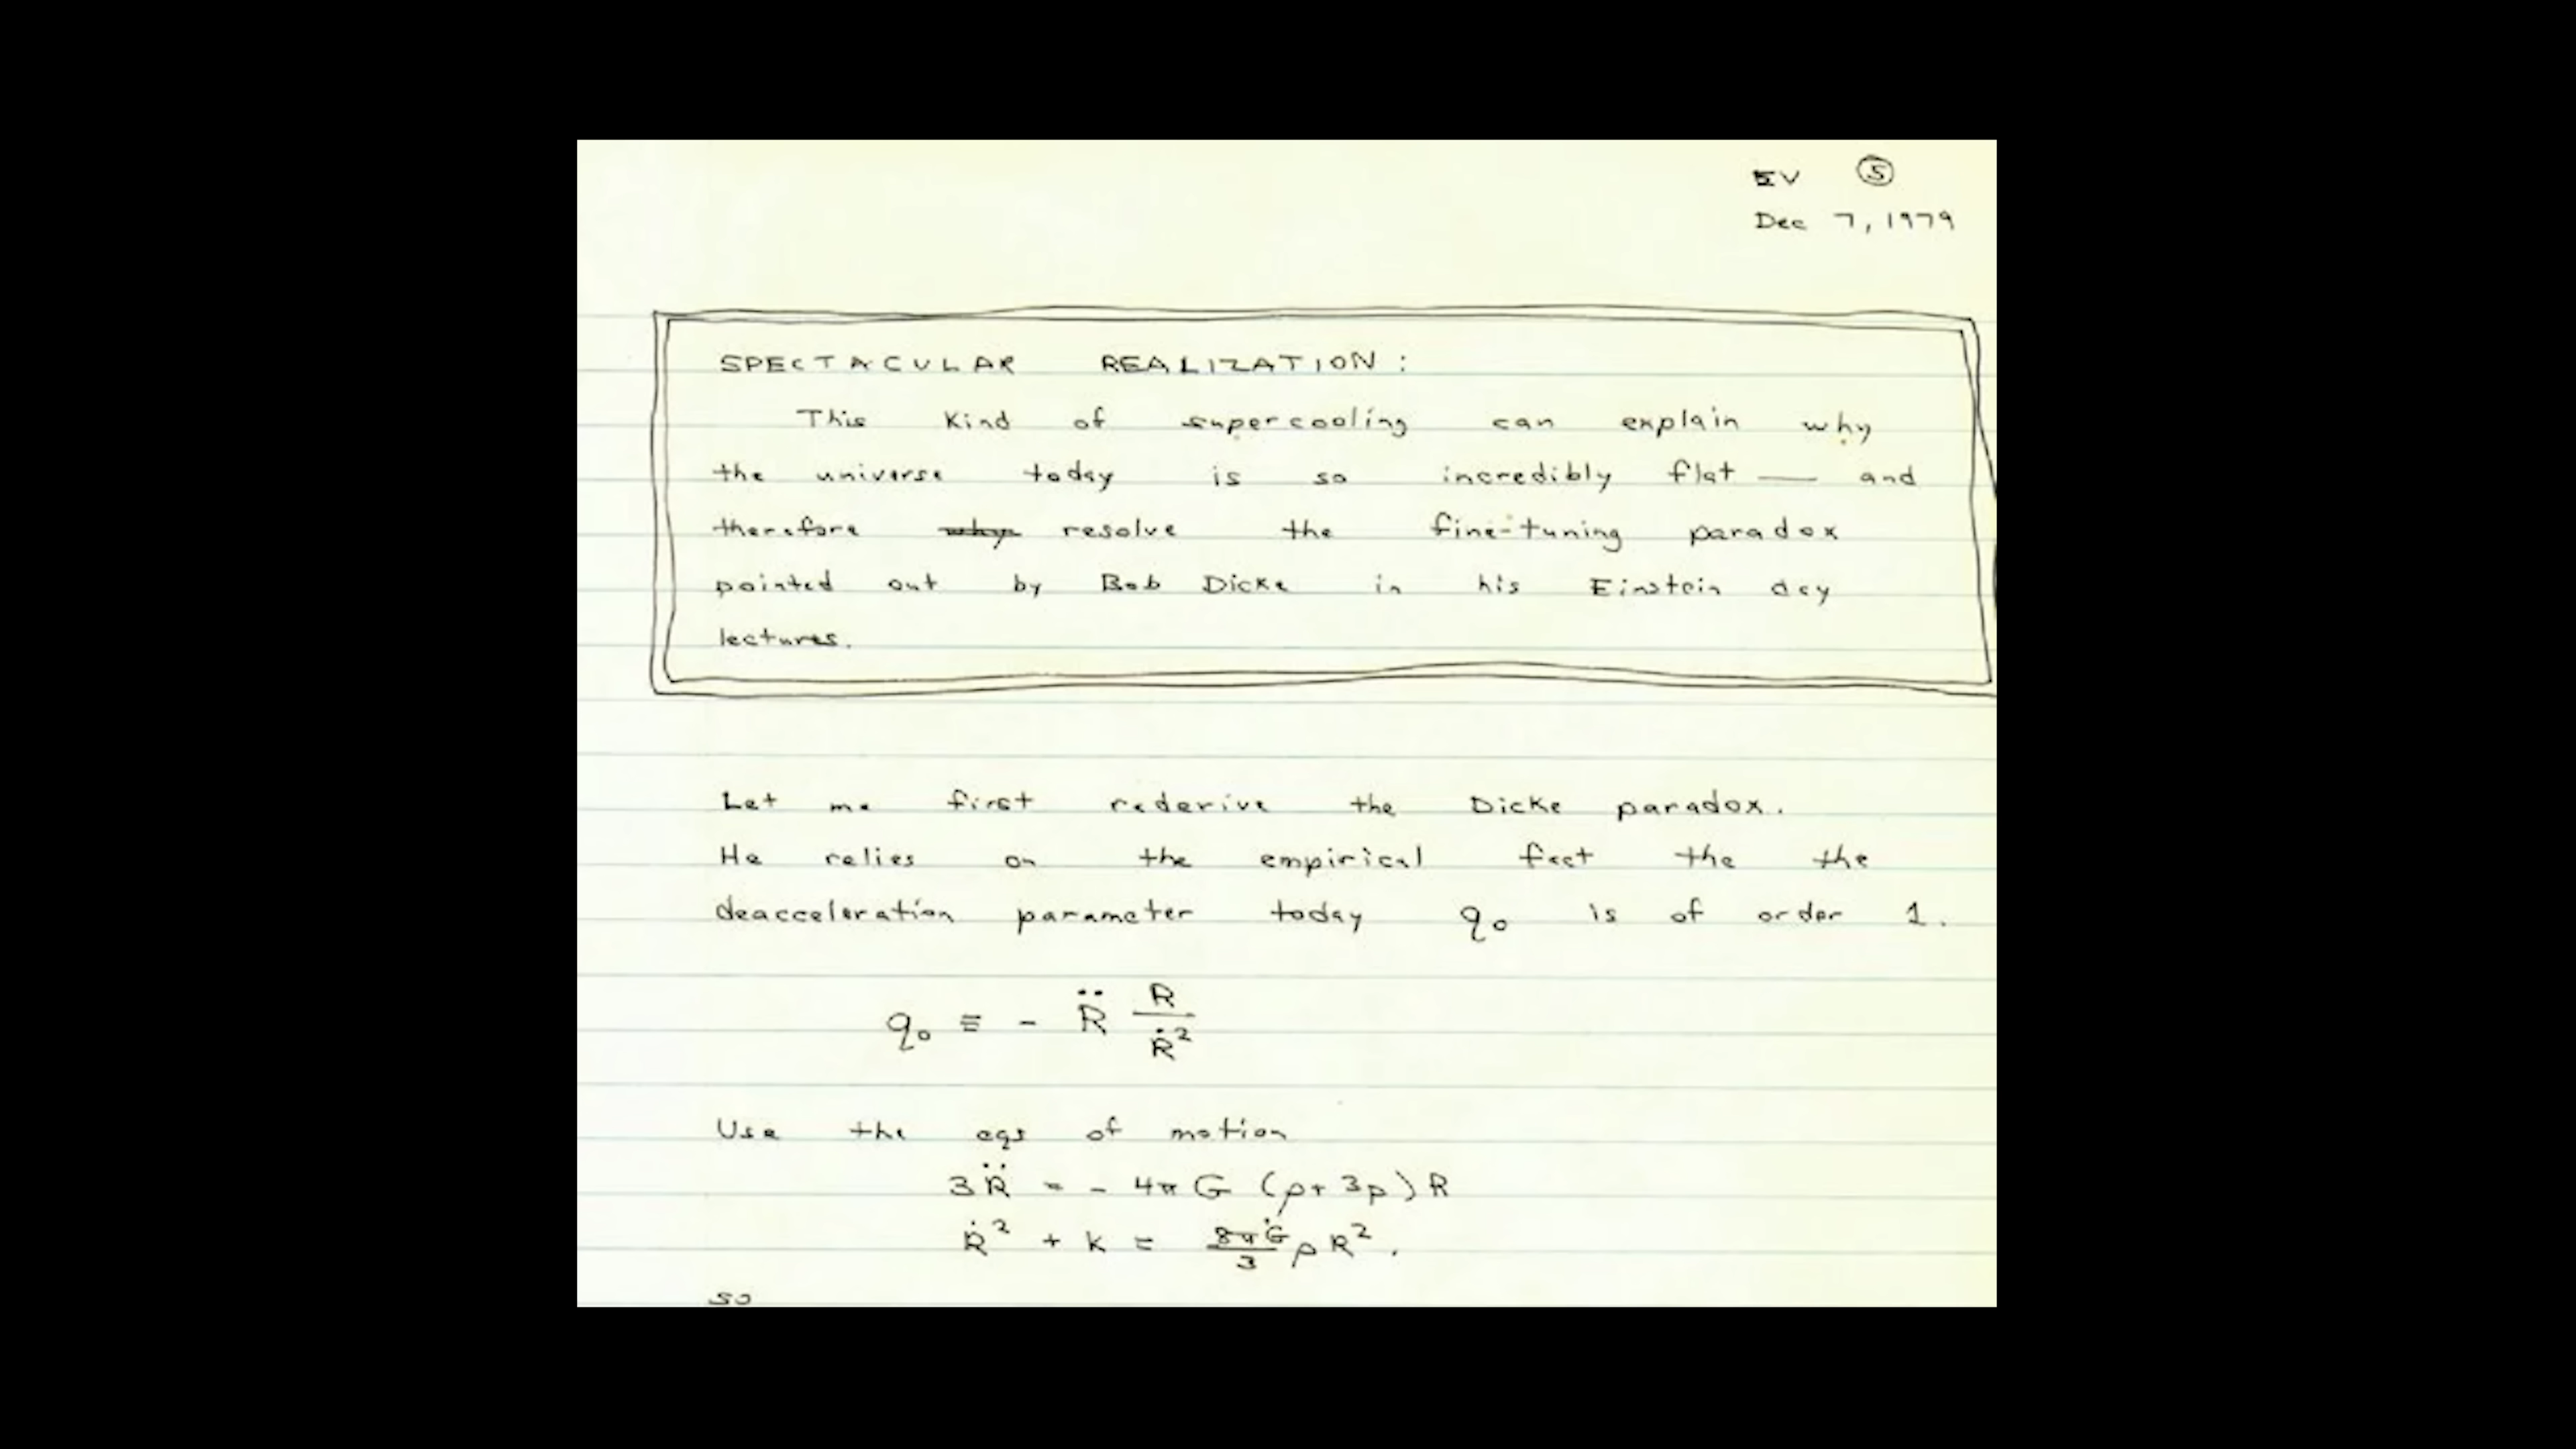 EV ⑤
Dec 7, 1979
SPECTACULAR REALIZATION:
This kind of supercooling can explain why
the universe today is so incredibly flat — and
therefore why resolve the fine-tuning paradox
pointed out by Bob Dicke in his Einstein day
lectures.
Let me first rederive the Dicke paradox.
He relies on the empirical fact the the
deacceleration parameter today q₀ is of order 1.
q₀ ≡ - R̈ R/Ṙ²
Use the eqs of motion
3R̈ = - 4π G (ρ + 3p) R
Ṙ² + k = 8πG/3 ρ R².
so